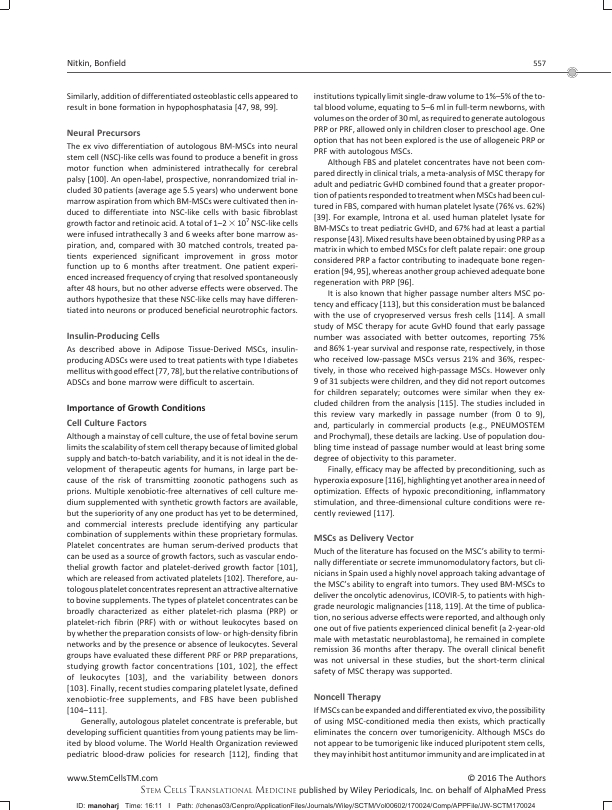 Nitkin, Bonfield
557
Similarly, addition of differentiated osteoblastic cells appeared to
result in bone formation in hypophosphatasia [47, 98, 99].
Neural Precursors
The ex vivo differentiation of autologous BM-MSCs into neural
stem cell (NSC)-like cells was found to produce a benefit in gross
motor function when administered intrathecally for cerebral
palsy [100]. An open-label, prospective, nonrandomized trial in-
cluded 30 patients (average age 5.5 years) who underwent bone
marrow aspiration from which BM-MSCs were cultivated then in-
duced to differentiate into NSC-like cells with basic fibroblast
growth factor and retinoic acid. A total of 1–2 × 10⁷ NSC-like cells
were infused intrathecally 3 and 6 weeks after bone marrow as-
piration, and, compared with 30 matched controls, treated pa-
tients experienced significant improvement in gross motor
function up to 6 months after treatment. One patient experi-
enced increased frequency of crying that resolved spontaneously
after 48 hours, but no other adverse effects were observed. The
authors hypothesize that these NSC-like cells may have differen-
tiated into neurons or produced beneficial neurotrophic factors.
Insulin-Producing Cells
As described above in Adipose Tissue-Derived MSCs, insulin-
producing ADSCs were used to treat patients with type I diabetes
mellitus with good effect [77, 78], but the relative contributions of
ADSCs and bone marrow were difficult to ascertain.
Importance of Growth Conditions
Cell Culture Factors
Although a mainstay of cell culture, the use of fetal bovine serum
limits the scalability of stem cell therapy because of limited global
supply and batch-to-batch variability, and it is not ideal in the de-
velopment of therapeutic agents for humans, in large part be-
cause of the risk of transmitting zoonotic pathogens such as
prions. Multiple xenobiotic-free alternatives of cell culture me-
dium supplemented with synthetic growth factors are available,
but the superiority of any one product has yet to be determined,
and commercial interests preclude identifying any particular
combination of supplements within these proprietary formulas.
Platelet concentrates are human serum-derived products that
can be used as a source of growth factors, such as vascular endo-
thelial growth factor and platelet-derived growth factor [101],
which are released from activated platelets [102]. Therefore, au-
tologous platelet concentrates represent an attractive alternative
to bovine supplements. The types of platelet concentrates can be
broadly characterized as either platelet-rich plasma (PRP) or
platelet-rich fibrin (PRF) with or without leukocytes based on
by whether the preparation consists of low- or high-density fibrin
networks and by the presence or absence of leukocytes. Several
groups have evaluated these different PRF or PRP preparations,
studying growth factor concentrations [101, 102], the effect
of leukocytes [103], and the variability between donors
[103]. Finally, recent studies comparing platelet lysate, defined
xenobiotic-free supplements, and FBS have been published
[104–111].
Generally, autologous platelet concentrate is preferable, but
developing sufficient quantities from young patients may be lim-
ited by blood volume. The World Health Organization reviewed
pediatric blood-draw policies for research [112], finding that
institutions typically limit single-draw volume to 1%–5% of the to-
tal blood volume, equating to 5–6 ml in full-term newborns, with
volumes on the order of 30 ml, as required to generate autologous
PRP or PRF, allowed only in children closer to preschool age. One
option that has not been explored is the use of allogeneic PRP or
PRF with autologous MSCs.
Although FBS and platelet concentrates have not been com-
pared directly in clinical trials, a meta-analysis of MSC therapy for
adult and pediatric GvHD combined found that a greater propor-
tion of patients responded to treatment when MSCs had been cul-
tured in FBS, compared with human platelet lysate (76% vs. 62%)
[39]. For example, Introna et al. used human platelet lysate for
BM-MSCs to treat pediatric GvHD, and 67% had at least a partial
response [43]. Mixed results have been obtained by using PRP as a
matrix in which to embed MSCs for cleft palate repair: one group
considered PRP a factor contributing to inadequate bone regen-
eration [94, 95], whereas another group achieved adequate bone
regeneration with PRP [96].
It is also known that higher passage number alters MSC po-
tency and efficacy [113], but this consideration must be balanced
with the use of cryopreserved versus fresh cells [114]. A small
study of MSC therapy for acute GvHD found that early passage
number was associated with better outcomes, reporting 75%
and 86% 1-year survival and response rate, respectively, in those
who received low-passage MSCs versus 21% and 36%, respec-
tively, in those who received high-passage MSCs. However only
9 of 31 subjects were children, and they did not report outcomes
for children separately; outcomes were similar when they ex-
cluded children from the analysis [115]. The studies included in
this review vary markedly in passage number (from 0 to 9),
and, particularly in commercial products (e.g., PNEUMOSTEM
and Prochymal), these details are lacking. Use of population dou-
bling time instead of passage number would at least bring some
degree of objectivity to this parameter.
Finally, efficacy may be affected by preconditioning, such as
hyperoxia exposure [116], highlighting yet another area in need of
optimization. Effects of hypoxic preconditioning, inflammatory
stimulation, and three-dimensional culture conditions were re-
cently reviewed [117].
MSCs as Delivery Vector
Much of the literature has focused on the MSC's ability to termi-
nally differentiate or secrete immunomodulatory factors, but cli-
nicians in Spain used a highly novel approach taking advantage of
the MSC's ability to engraft into tumors. They used BM-MSCs to
deliver the oncolytic adenovirus, ICOVIR-5, to patients with high-
grade neurologic malignancies [118, 119]. At the time of publica-
tion, no serious adverse effects were reported, and although only
one out of five patients experienced clinical benefit (a 2-year-old
male with metastatic neuroblastoma), he remained in complete
remission 36 months after therapy. The overall clinical benefit
was not universal in these studies, but the short-term clinical
safety of MSC therapy was supported.
Noncell Therapy
If MSCs can be expanded and differentiated ex vivo, the possibility
of using MSC-conditioned media then exists, which practically
eliminates the concern over tumorigenicity. Although MSCs do
not appear to be tumorigenic like induced pluripotent stem cells,
they may inhibit host antitumor immunity and are implicated in at
www.StemCellsTM.com
© 2016 The Authors
STEM CELLS TRANSLATIONAL MEDICINE published by Wiley Periodicals, Inc. on behalf of AlphaMed Press
ID: manoharj Time: 16:11 I Path: //chenas03/Cenpro/ApplicationFiles/Journals/Wiley/SCTM/Vol00602/170024/Comp/APPFile/JW-SCTM170024